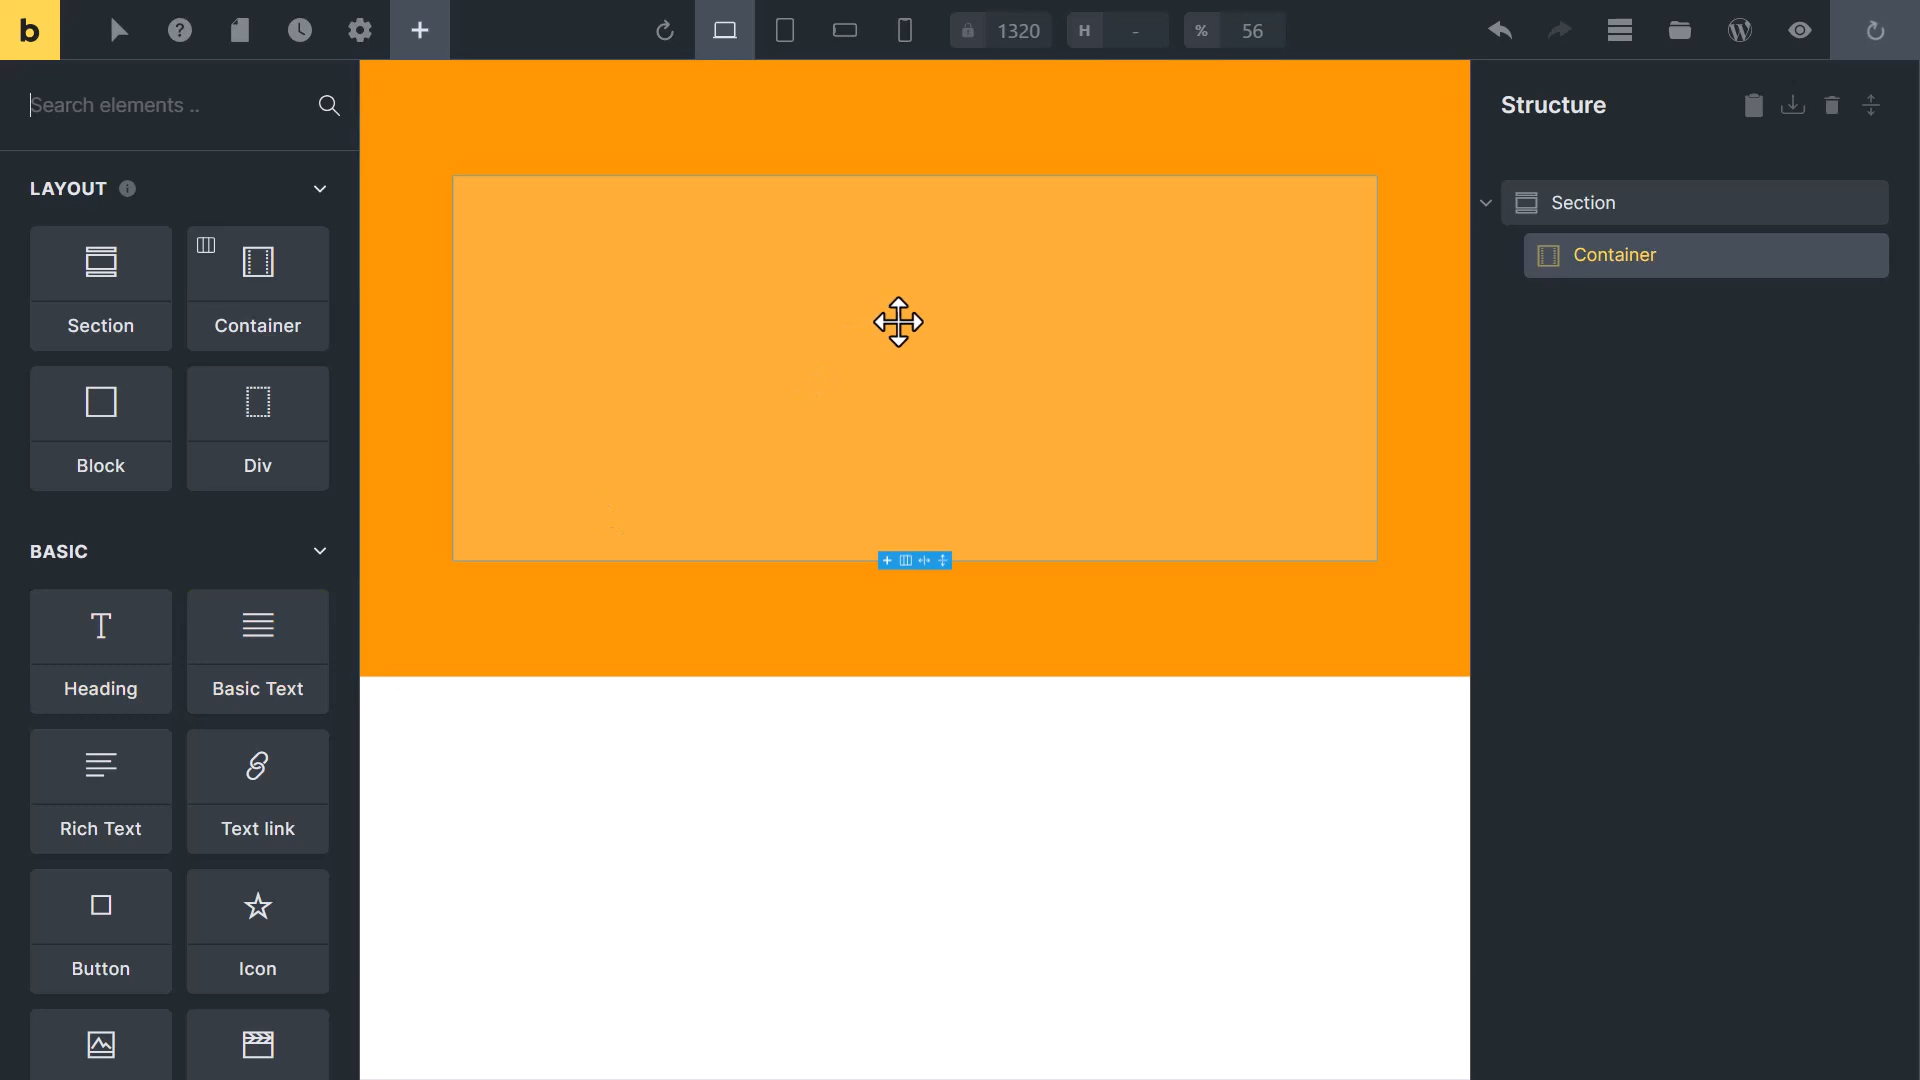 b
1320
H
-
%
56
Search elements ..
Structure
LAYOUT
Section
Container
Section
Container
Block
Div
BASIC
Heading
Basic Text
Rich Text
Text link
Button
Icon